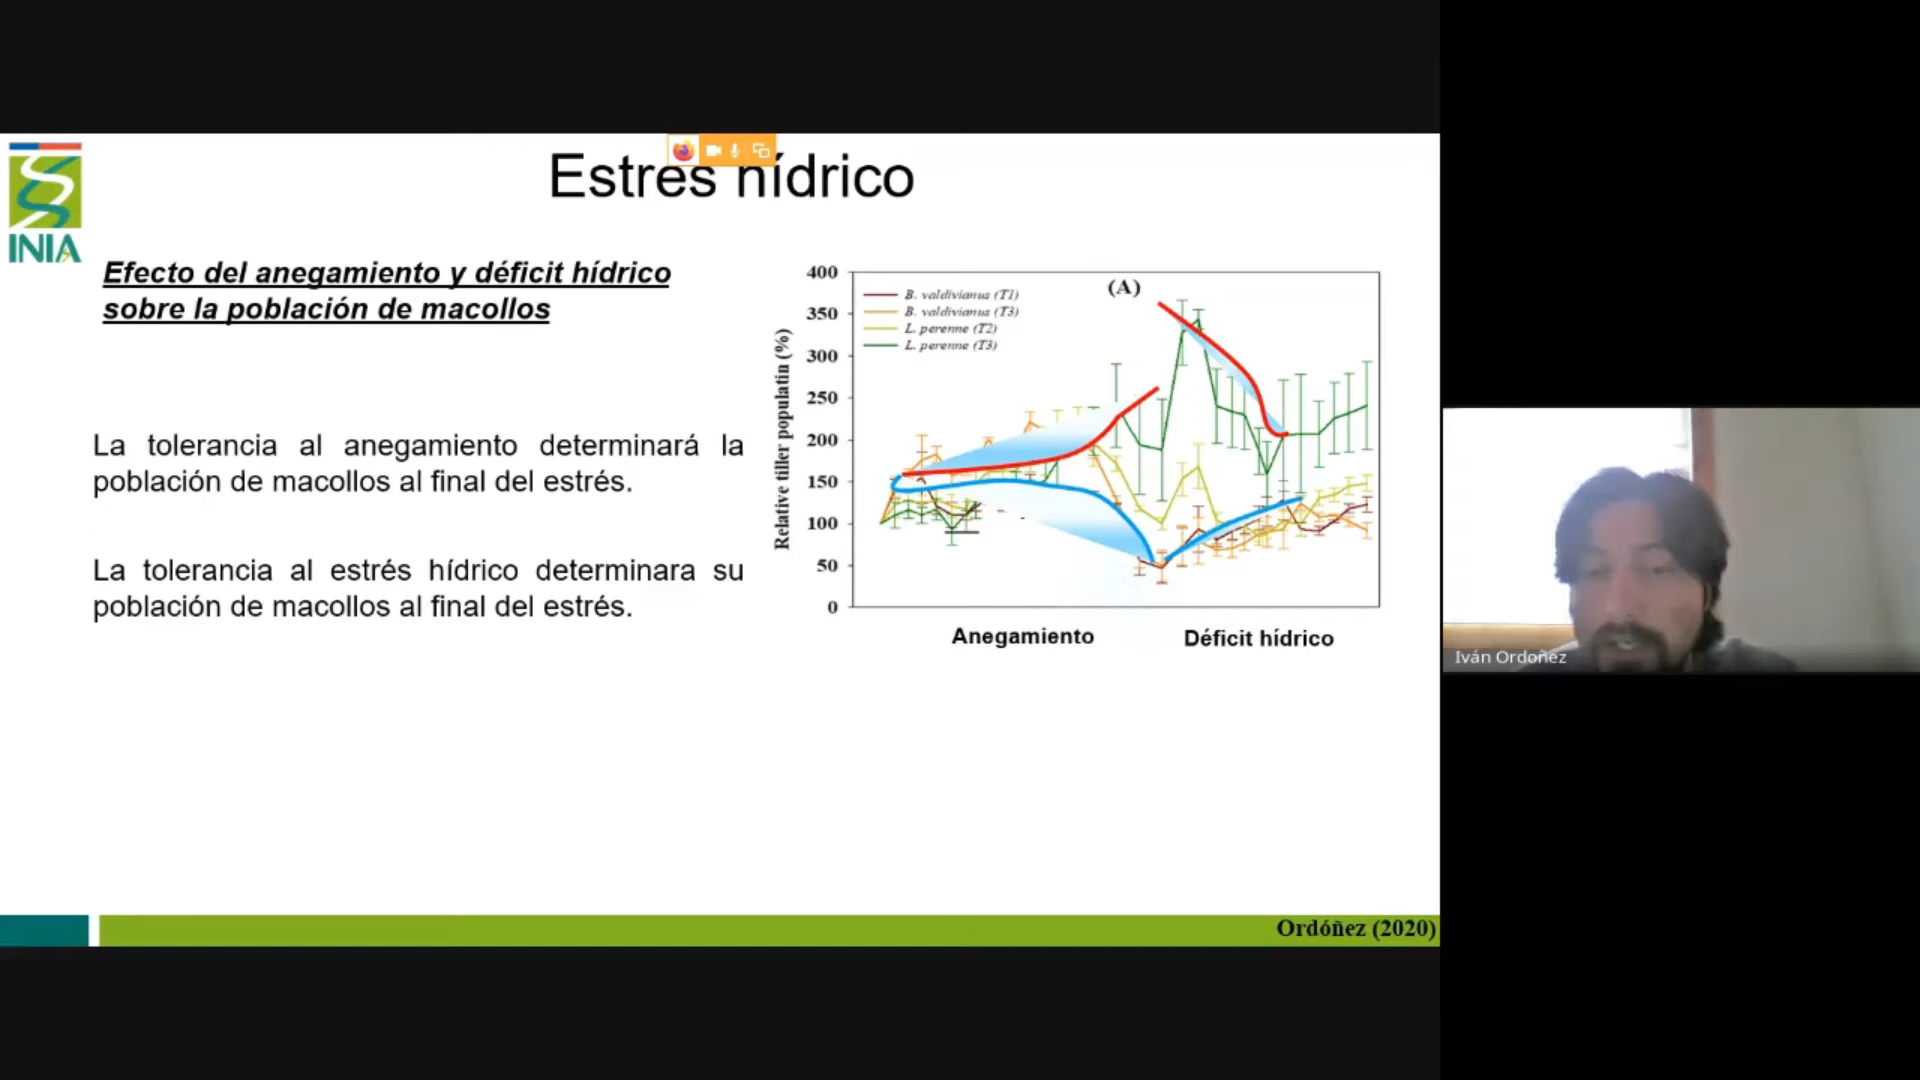 Estrés hídrico
INIA
Efecto del anegamiento y déficit hídrico
sobre la población de macollos
La tolerancia al anegamiento determinará la
población de macollos al final del estrés.
La tolerancia al estrés hídrico determinara su
población de macollos al final del estrés.
Relative tiller populatin (%)
400
350
300
250
200
150
100
50
0
(A)
B. valdivianus (T1)
B. valdivianus (T3)
L. perenne (T2)
L. perenne (T3)
Anegamiento
Déficit hídrico
Ordóñez (2020)
Iván Ordoñez